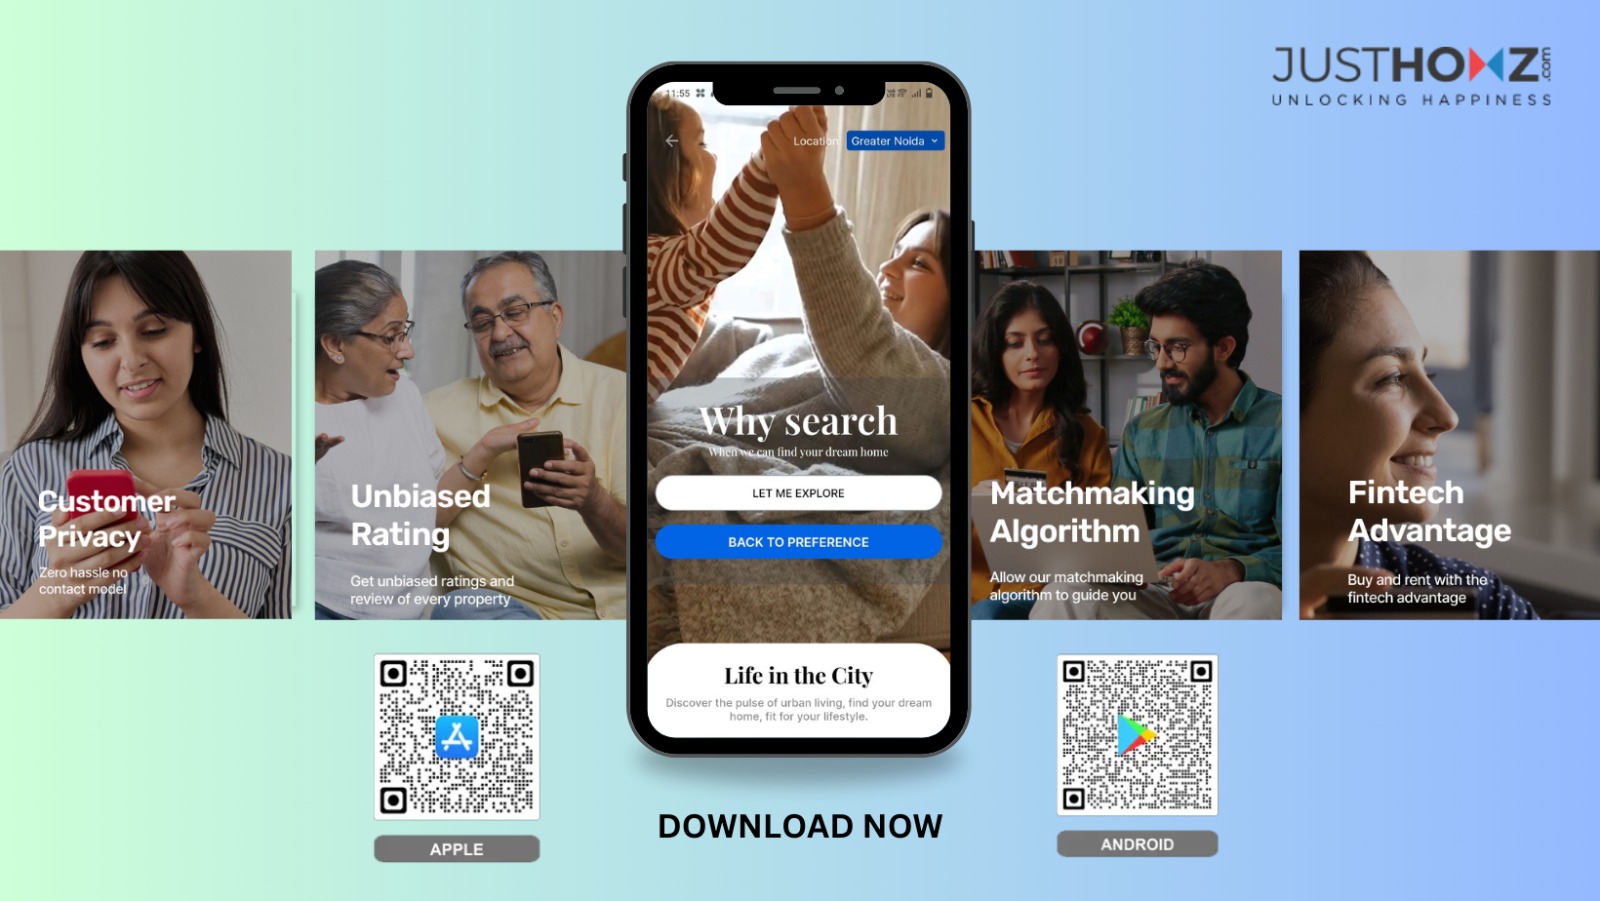 JUSTHOMZ.com
UNLOCKING HAPPINESS
11:55
Location
Greater Noida
Why search
When we can find your dream home
LET ME EXPLORE
BACK TO PREFERENCE
Life in the City
Discover the pulse of urban living, find your dream
home, fit for your lifestyle.
Customer
Privacy
Zero hassle no
contact model
Unbiased
Rating
Get unbiased ratings and
review of every property
Matchmaking
Algorithm
Allow our matchmaking
algorithm to guide you
Fintech
Advantage
Buy and rent with the
fintech advantage
APPLE
DOWNLOAD NOW
ANDROID